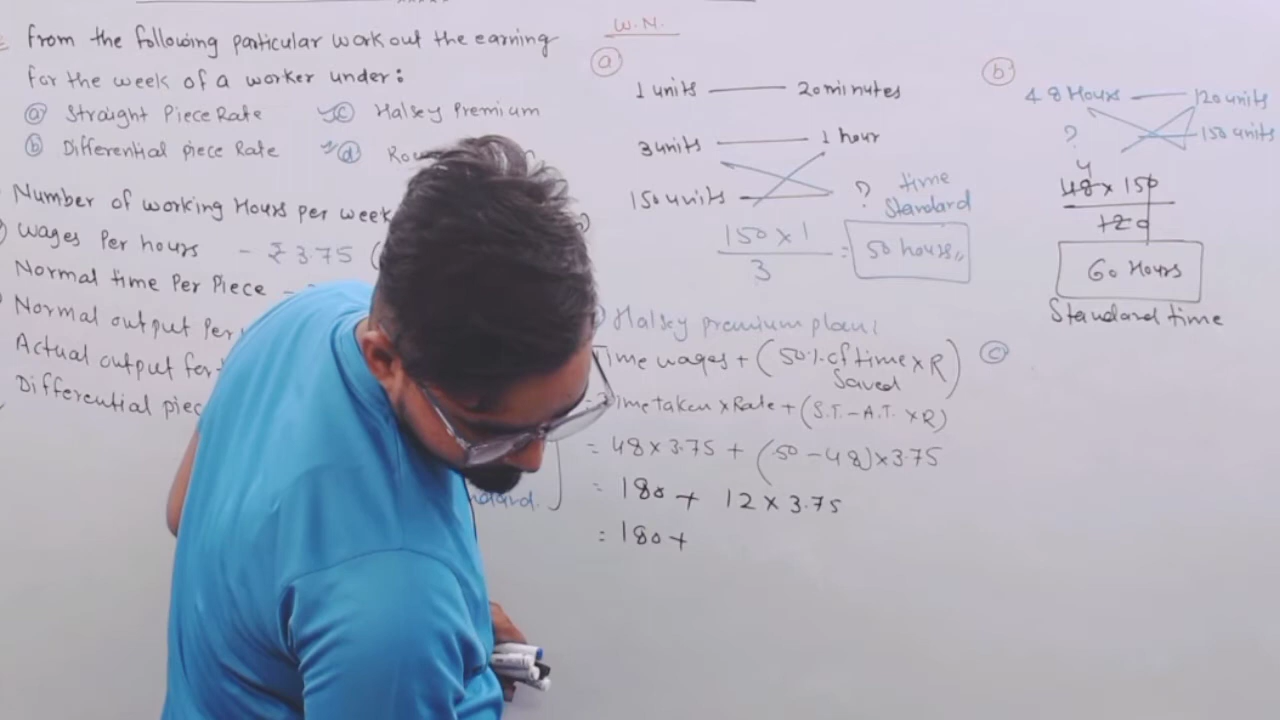 From the following particular work out the earning
for the week of a worker under:
ⓐ Straight Piece Rate
ⓒ Halsey Premium
ⓑ Differential piece Rate
ⓓ
Number of working Hours per week
Wages Per hours - ₹ 3.75 (
Normal time Per Piece -
Normal output Per
Actual output for
Differential piec
W.N.
ⓐ
1 units — 20 minutes
3 units — 1 hour
150 units — ? time
Standard
150 × 1
3
= 50 hours
ⓑ
48 Hours — 120 units
? 150 units
4
48 × 150
120
60 Hours
Standard time
Halsey premium plan:
Time wages + (50% of time × R)
Saved
ⓒ
= Time taken × Rate + (S.T. - A.T. × R)
= 48 × 3.75 + (50 - 48) × 3.75
= 180 + 12 × 3.75
= 180 +
ndard.